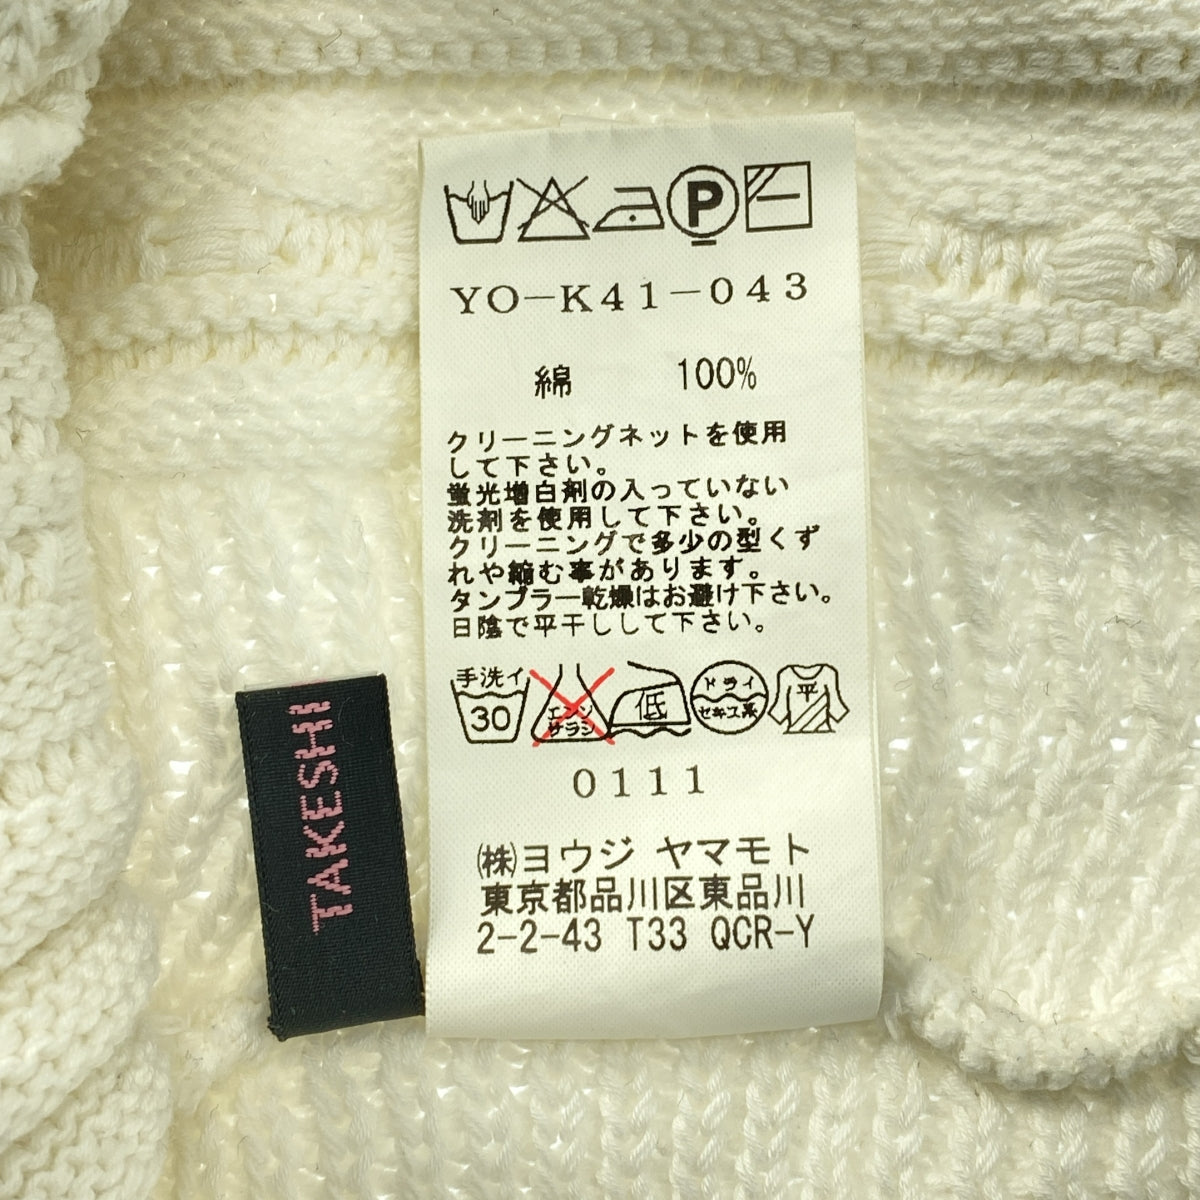 P
YO-K41-043
綿 100%
クリーニングネットを使用
して下さい。
蛍光増白剤の入っていない
洗剤を使用して下さい。
クリーニングで多少の型くず
れや縮む事があります。
タンブラー乾燥はお避け下さい。
日陰で平干しして下さい。
手洗イ
30
エンソ
サラシ
低
ドライ
セキユ系
平
0111
㈱ヨウジ ヤマモト
東京都品川区東品川
2-2-43 T33 QCR-Y
TAKESHI